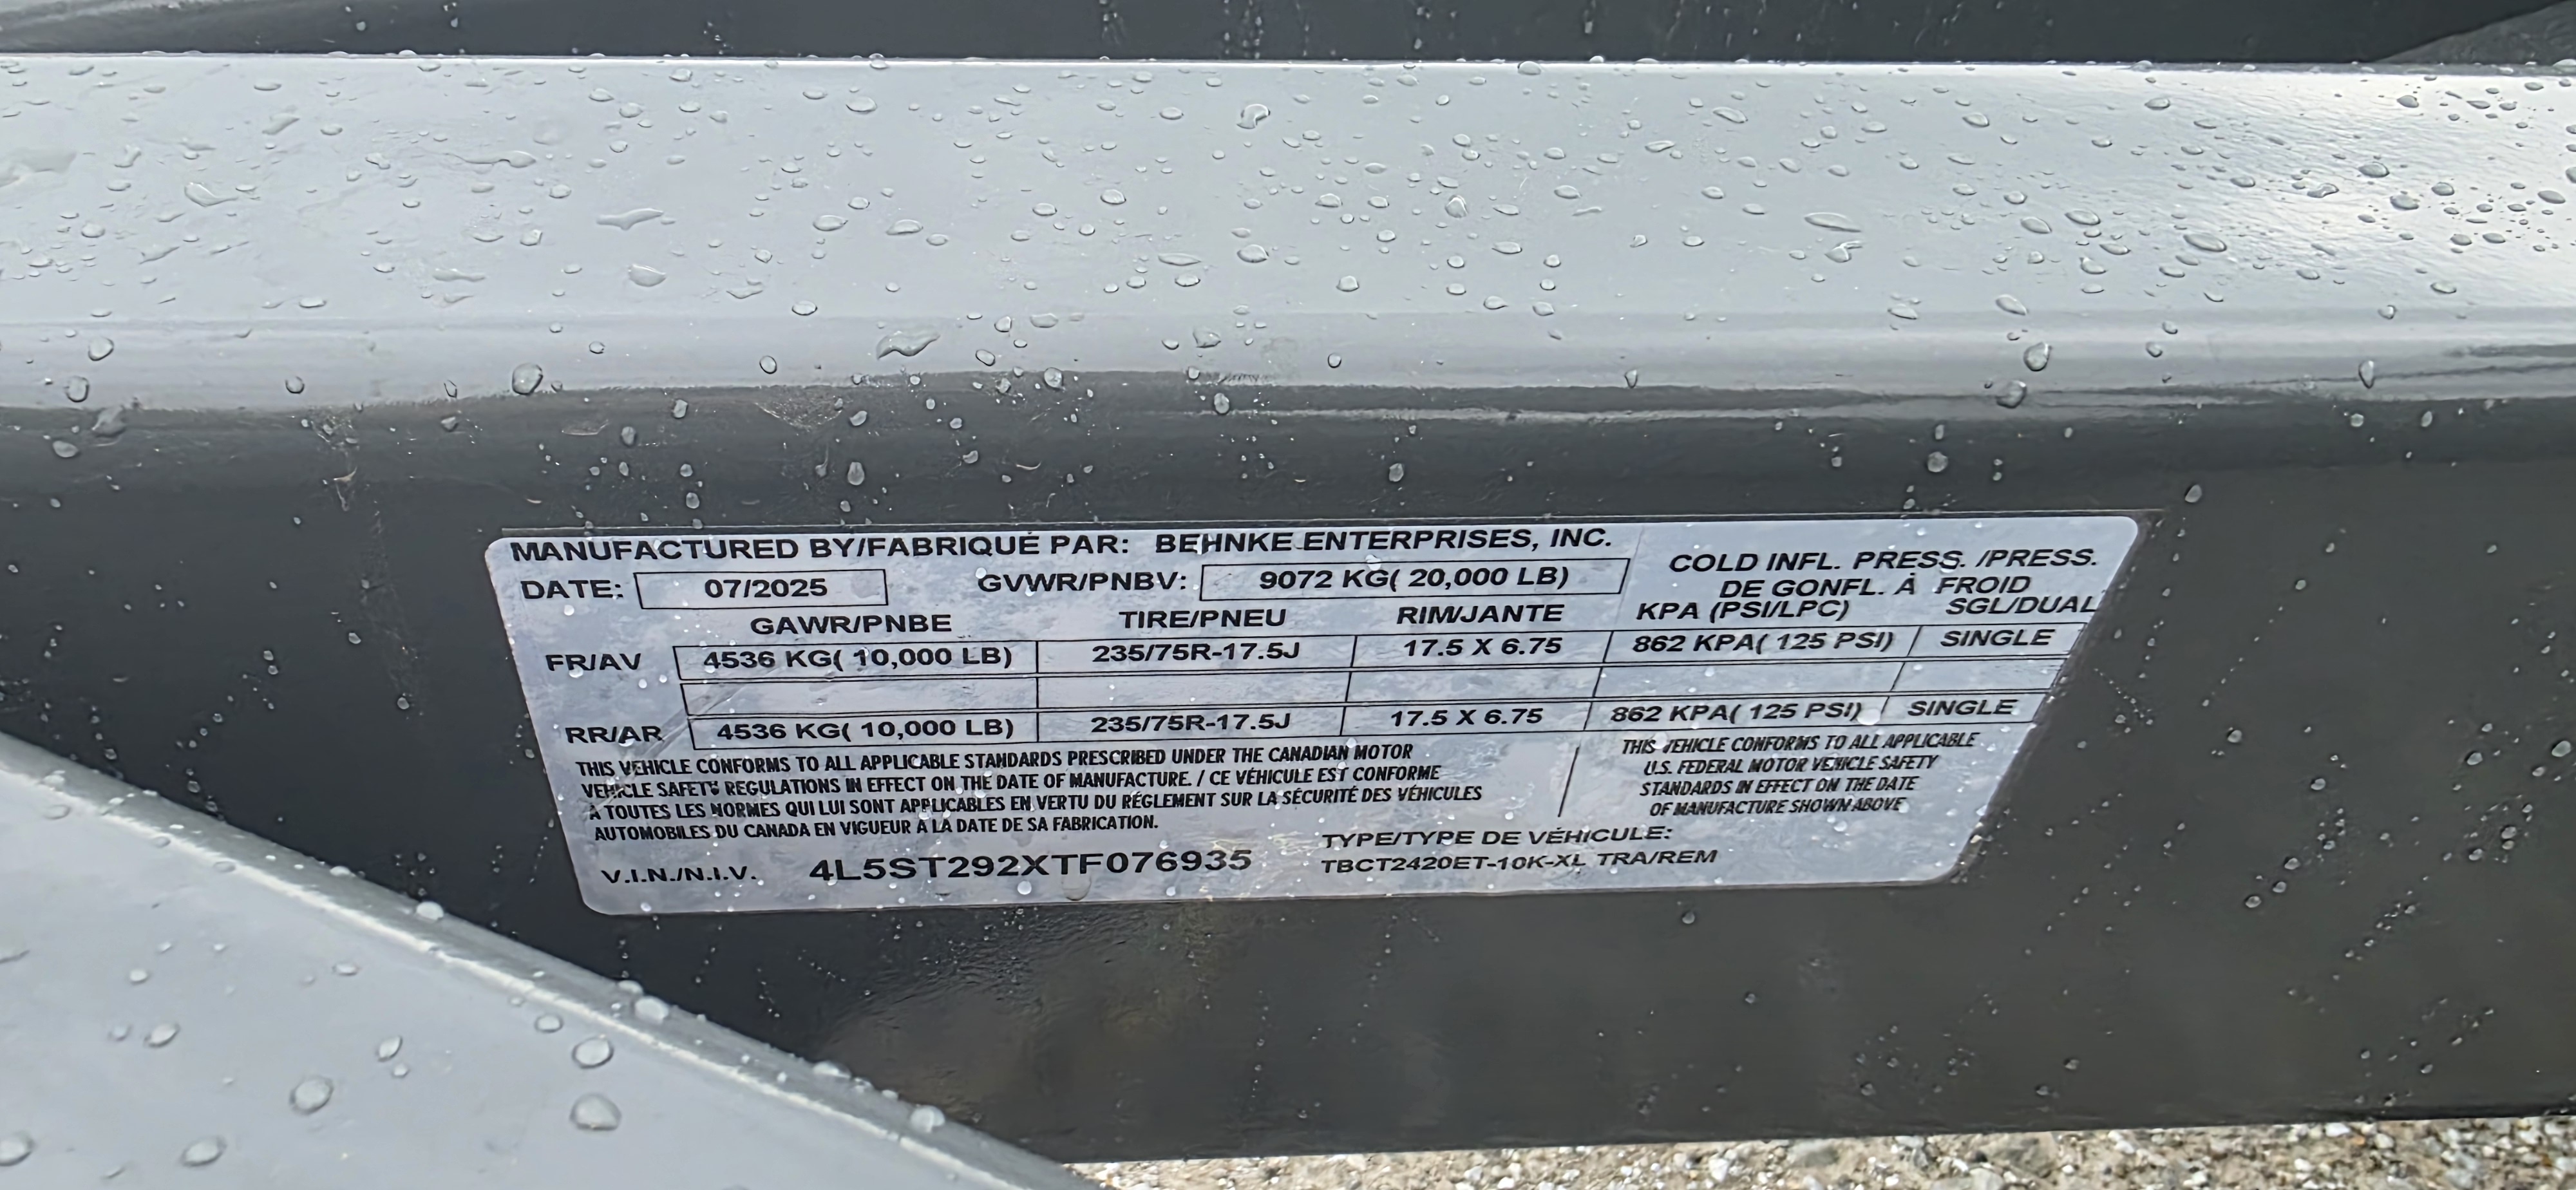 MANUFACTURED BY/FABRIQUÉ PAR: BEHNKE ENTERPRISES, INC.
DATE: 07/2025 GVWR/PNBV: 9072 KG( 20,000 LB)
COLD INFL. PRESS. /PRESS.
DE GONFL. À FROID
GAWR/PNBE TIRE/PNEU RIM/JANTE KPA (PSI/LPC) SGL/DUAL
FR/AV 4536 KG( 10,000 LB) 235/75R-17.5J 17.5 X 6.75 862 KPA( 125 PSI) / SINGLE
RR/AR 4536 KG( 10,000 LB) 235/75R-17.5J 17.5 X 6.75 862 KPA( 125 PSI) / SINGLE
THIS VEHICLE CONFORMS TO ALL APPLICABLE STANDARDS PRESCRIBED UNDER THE CANADIAN MOTOR
VEHICLE SAFETY REGULATIONS IN EFFECT ON THE DATE OF MANUFACTURE. / CE VÉHICULE EST CONFORME
À TOUTES LES NORMES QUI LUI SONT APPLICABLES EN VERTU DU RÉGLEMENT SUR LA SÉCURITÉ DES VÉHICULES
AUTOMOBILES DU CANADA EN VIGUEUR À LA DATE DE SA FABRICATION.
THIS VEHICLE CONFORMS TO ALL APPLICABLE
U.S. FEDERAL MOTOR VEHICLE SAFETY
STANDARDS IN EFFECT ON THE DATE
OF MANUFACTURE SHOWN ABOVE
V.I.N./N.I.V. 4L5ST292XTF076935
TYPE/TYPE DE VÉHICULE:
TBCT2420ET-10K-XL TRA/REM